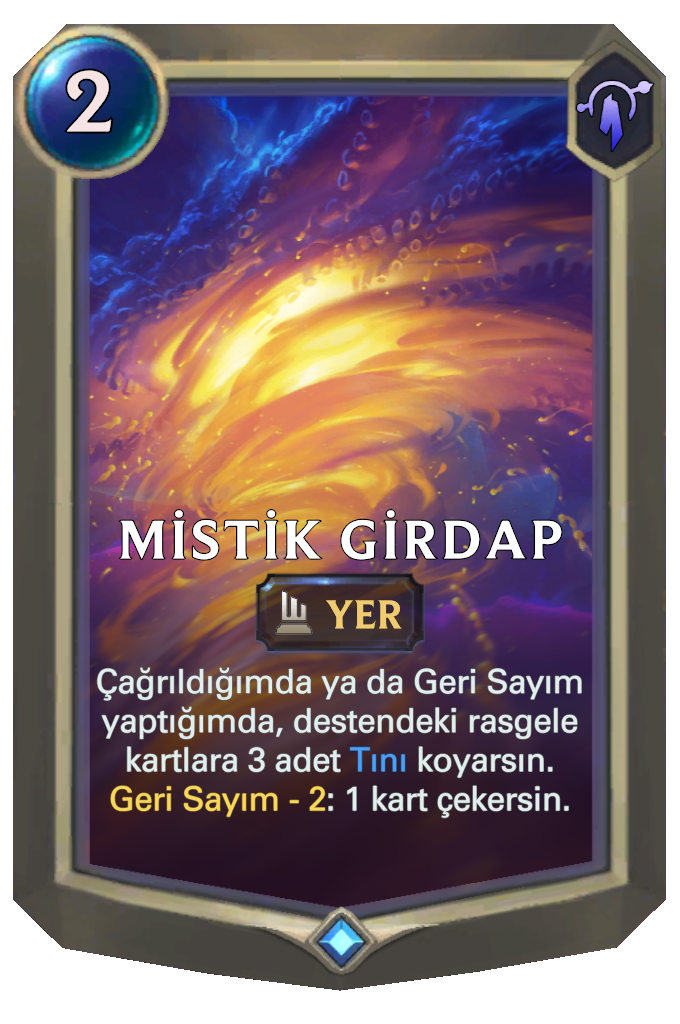 2
MİSTİK GİRDAP
YER
Çağrıldığımda ya da Geri Sayım
yaptığımda, destendeki rasgele
kartlara 3 adet Tını koyarsın.
Geri Sayım - 2: 1 kart çekersin.